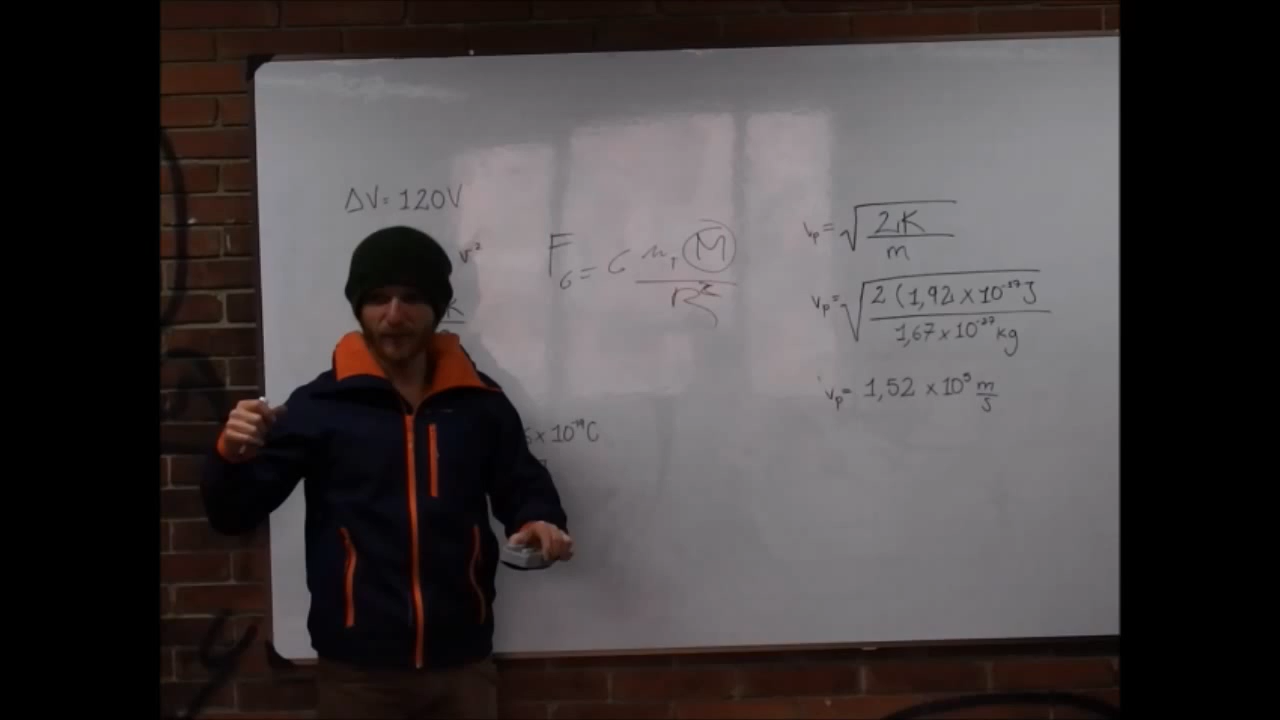 ΔV = 120V
v²
K
F_G = G m_T M / R²
x 10⁻¹⁹ C
v_p = √(2K / m)
v_p = √(2 (1,92 x 10⁻¹⁷ J / 1,67 x 10⁻²⁷ kg)
v_p = 1,52 x 10⁵ m/s